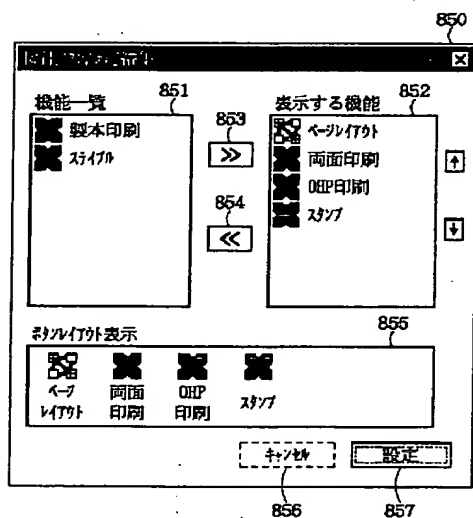 850
機能一覧
851
853
表示する機能
852
製本印刷
ステイプル
>>
ページレイアウト
両面印刷
OHP印刷
スタンプ
↑
854
<<
↓
ボタンレイアウト表示
855
ページ
レイアウト
両面
印刷
OHP
印刷
スタンプ
キャンセル
設定
856
857